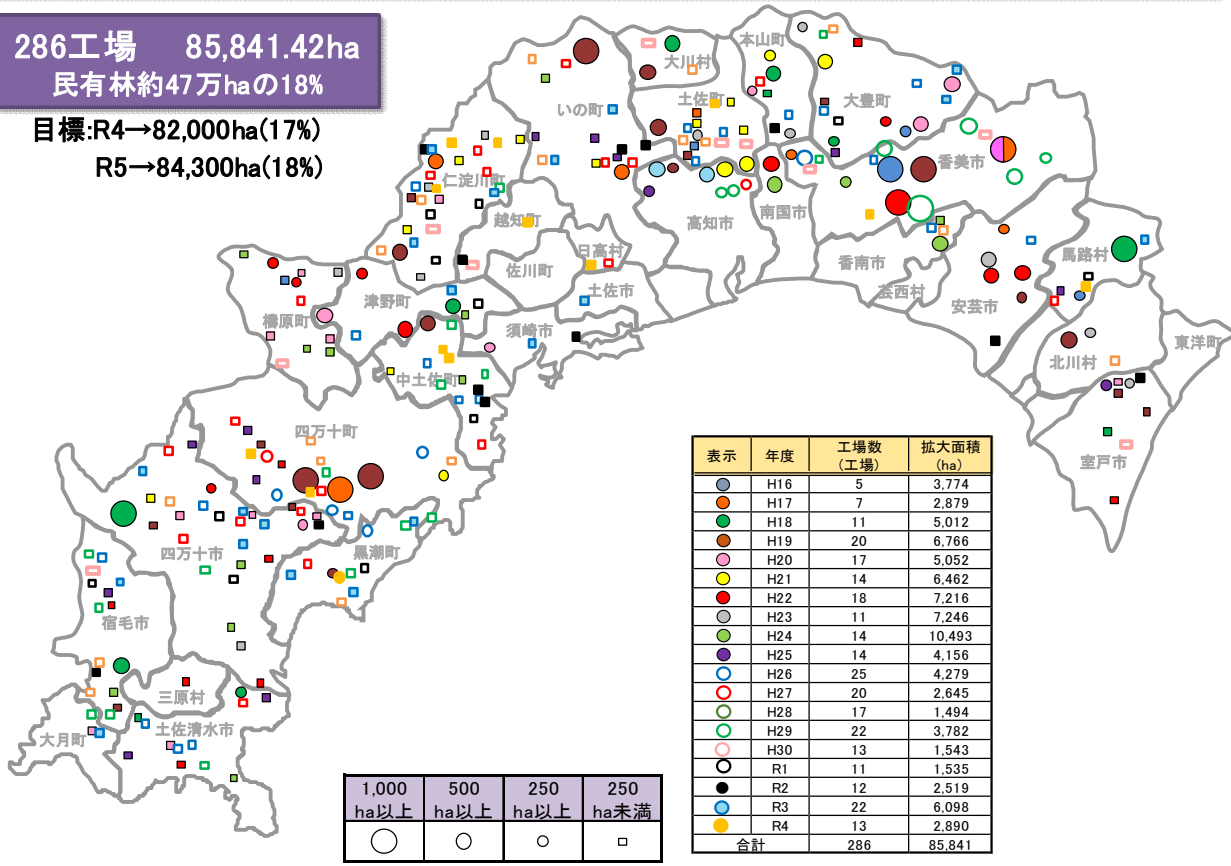 286工場 85,841.42ha
民有林約47万haの18%
目標:R4→82,000ha(17%)
R5→84,300ha(18%)
本山町
大川村
いの町
土佐町
大豊町
香美市
仁淀川町
越知町
高知市
南国市
日高村
佐川町
土佐市
香南市
芸西村
安芸市
馬路村
北川村
東洋町
室戸市
津野町
梼原町
須崎市
中土佐町
四万十町
四万十市
黒潮町
宿毛市
三原村
大月町
土佐清水市
表示 年度 工場数(工場) 拡大面積(ha)
H16 5 3,774
H17 7 2,879
H18 11 5,012
H19 20 6,766
H20 17 5,052
H21 14 6,462
H22 18 7,216
H23 11 7,246
H24 14 10,493
H25 14 4,156
H26 25 4,279
H27 20 2,645
H28 17 1,494
H29 22 3,782
H30 13 1,543
R1 11 1,535
R2 12 2,519
R3 22 6,098
R4 13 2,890
合計 286 85,841
1,000ha以上 500ha以上 250ha以上 250ha未満